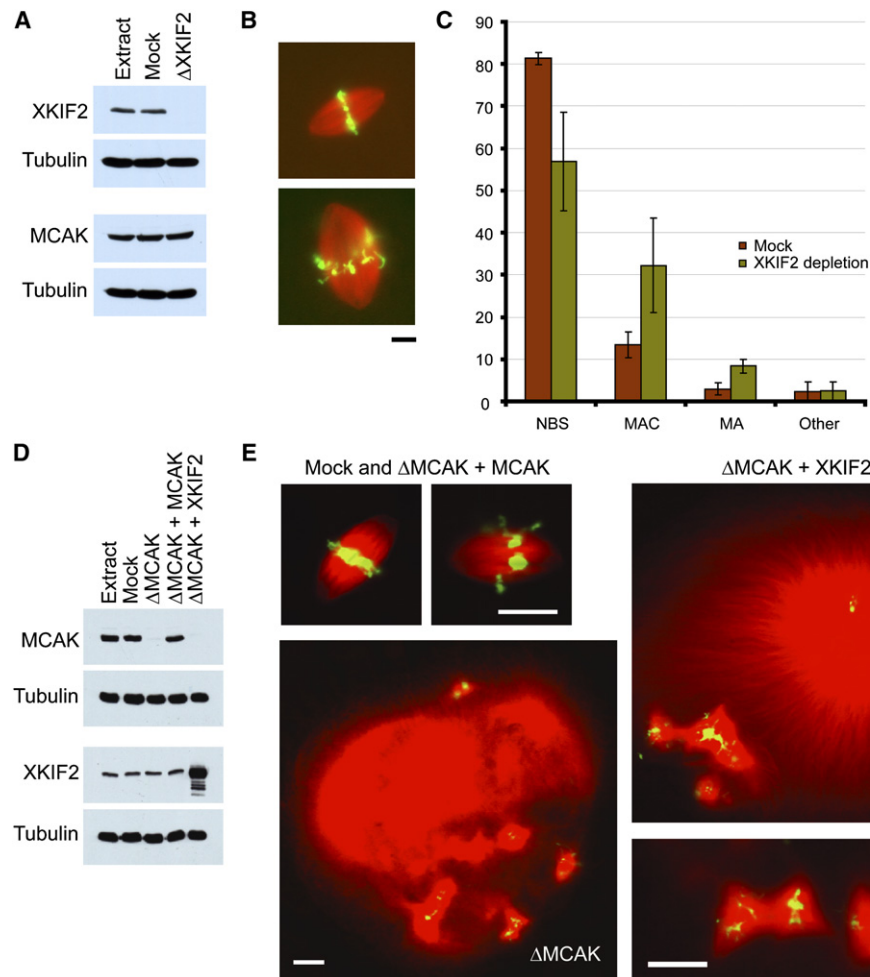 A
Extract
Mock
ΔXKIF2
XKIF2
Tubulin
MCAK
Tubulin
B
C
90
80
70
60
50
40
30
20
10
0
Mock
XKIF2 depletion
NBS
MAC
MA
Other
D
Extract
Mock
ΔMCAK
ΔMCAK + MCAK
ΔMCAK + XKIF2
MCAK
Tubulin
XKIF2
Tubulin
E
Mock and ΔMCAK + MCAK
ΔMCAK + XKIF2
ΔMCAK